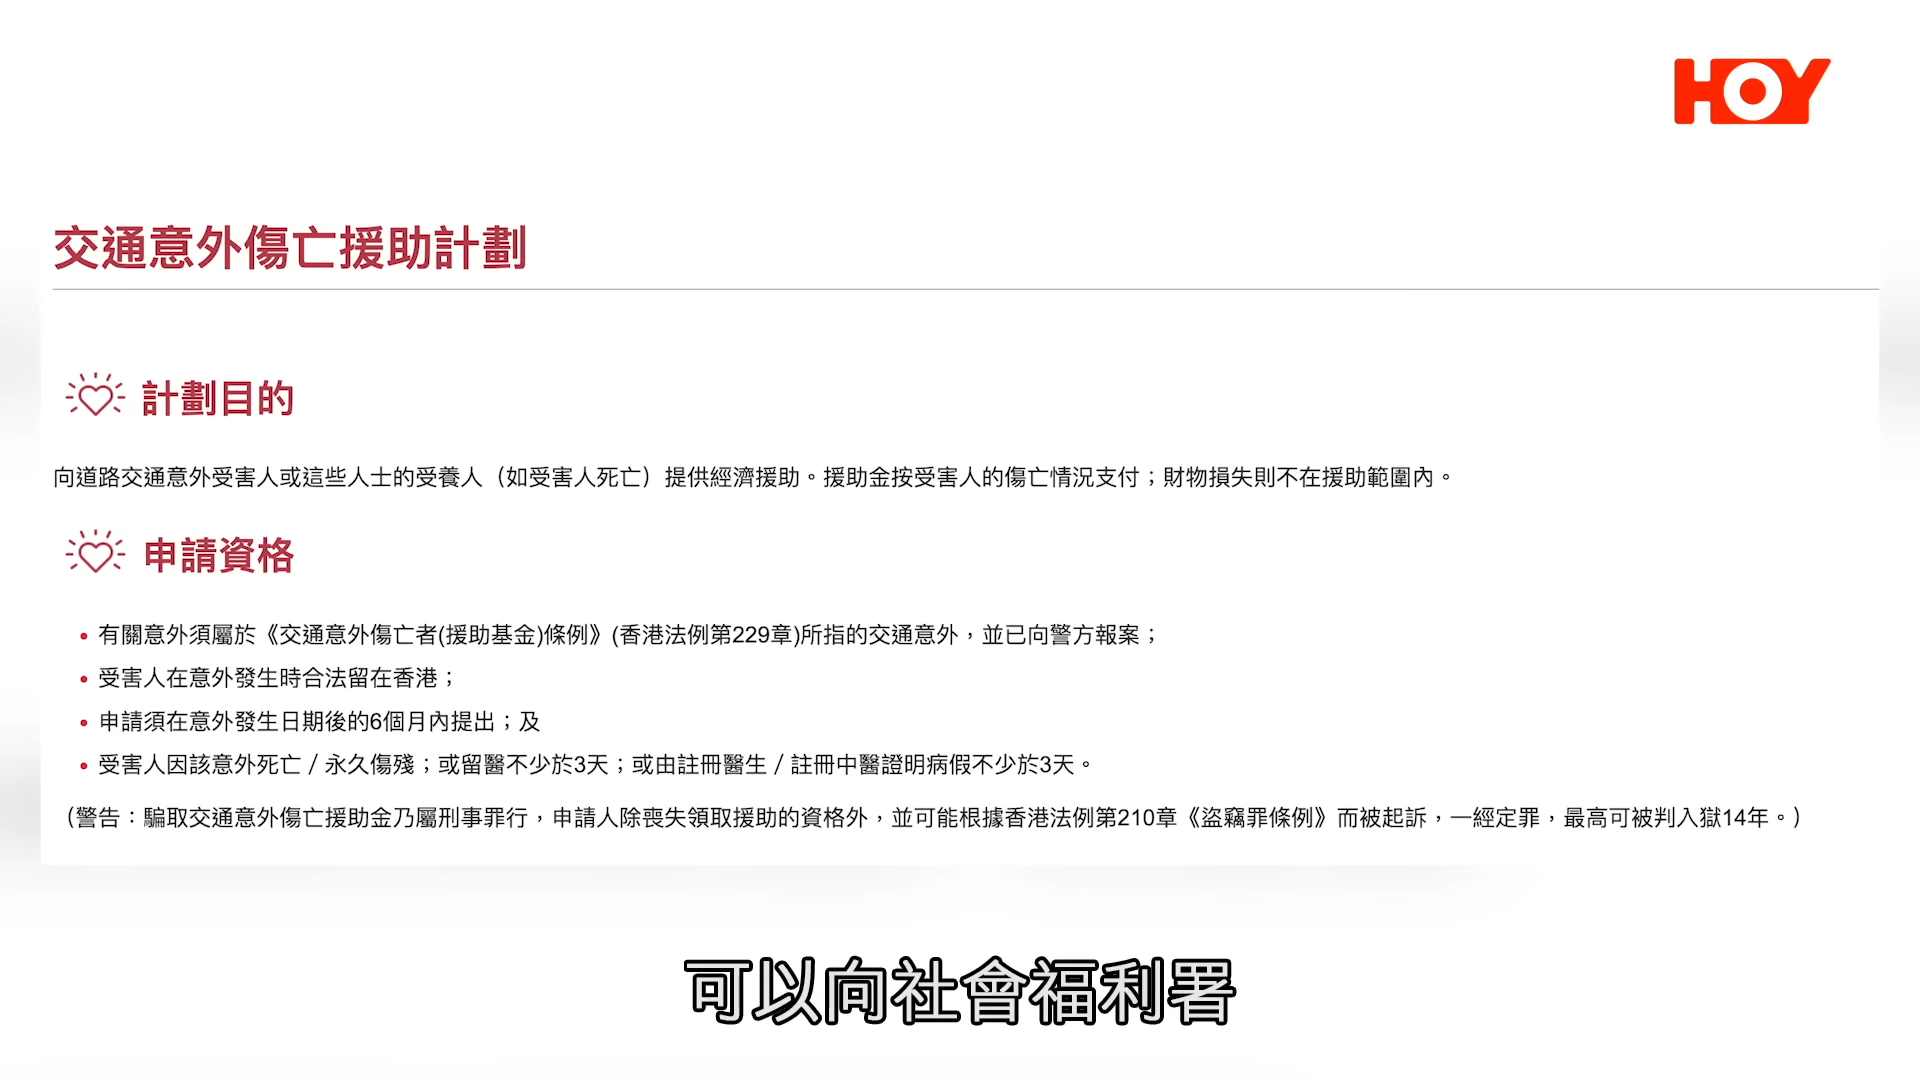 HOY
交通意外傷亡援助計劃
計劃目的
向道路交通意外受害人或這些人士的受養人（如受害人死亡）提供經濟援助。援助金按受害人的傷亡情況支付；財物損失則不在援助範圍內。
申請資格
• 有關意外須屬於《交通意外傷亡者(援助基金)條例》(香港法例第229章)所指的交通意外，並已向警方報案；
• 受害人在意外發生時合法留在香港；
• 申請須在意外發生日期後的6個月內提出；及
• 受害人因該意外死亡 / 永久傷殘；或留醫不少於3天；或由註冊醫生 / 註冊中醫證明病假不少於3天。
（警告：騙取交通意外傷亡援助金乃屬刑事罪行，申請人除喪失領取援助的資格外，並可能根據香港法例第210章《盜竊罪條例》而被起訴，一經定罪，最高可被判入獄14年。）
可以向社會福利署